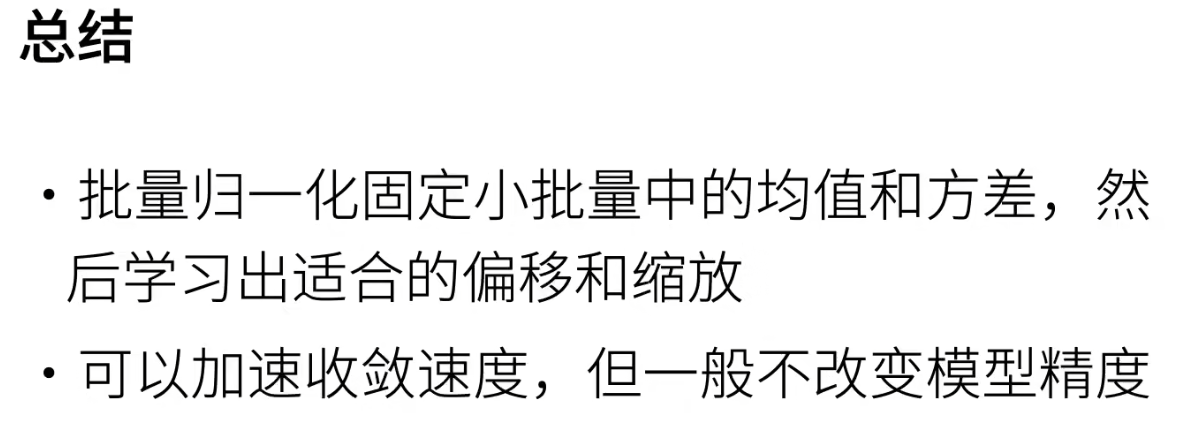 总结
• 批量归一化固定小批量中的均值和方差，然
后学习出适合的偏移和缩放
• 可以加速收敛速度，但一般不改变模型精度